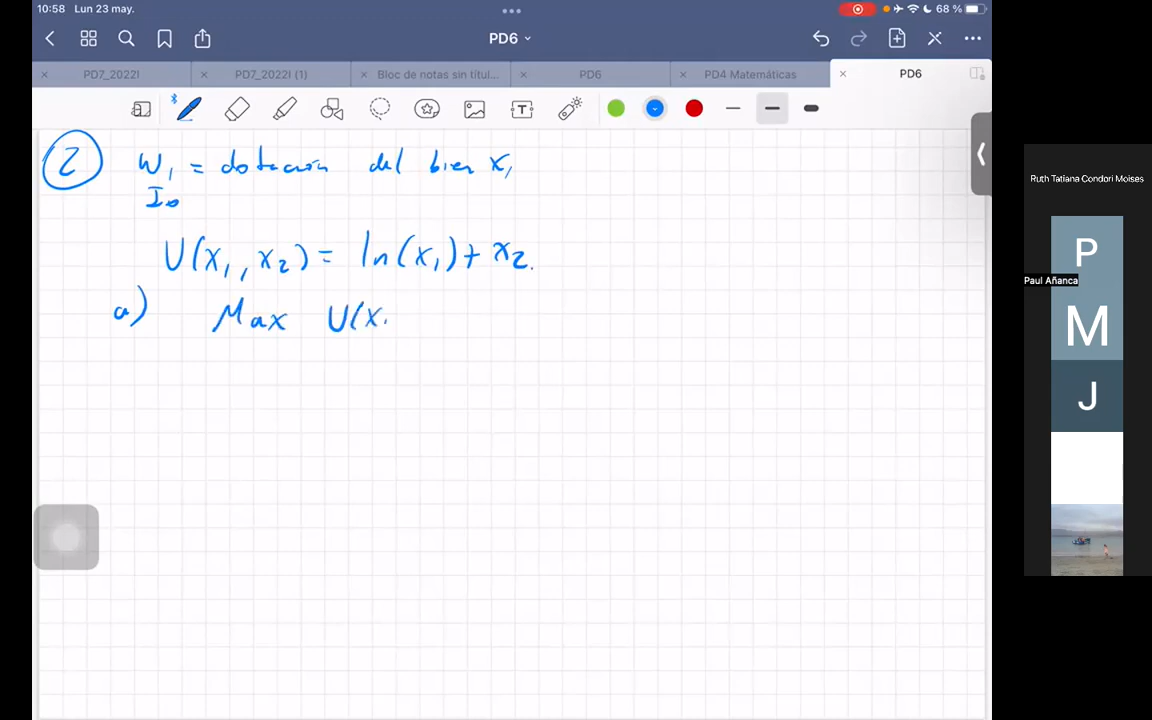 10:58 Lun 23 may.
68 %
PD6
PD7_2022I
PD7_2022I (1)
Bloc de notas sin títul...
PD6
PD4 Matemáticas
PD6
② W₁ = dotación del bien x₁
I₀
U(x₁, x₂) = ln(x₁) + x₂.
a) Max U(x.
Ruth Tatiana Condori Moises
P
Paul Añanca
M
J